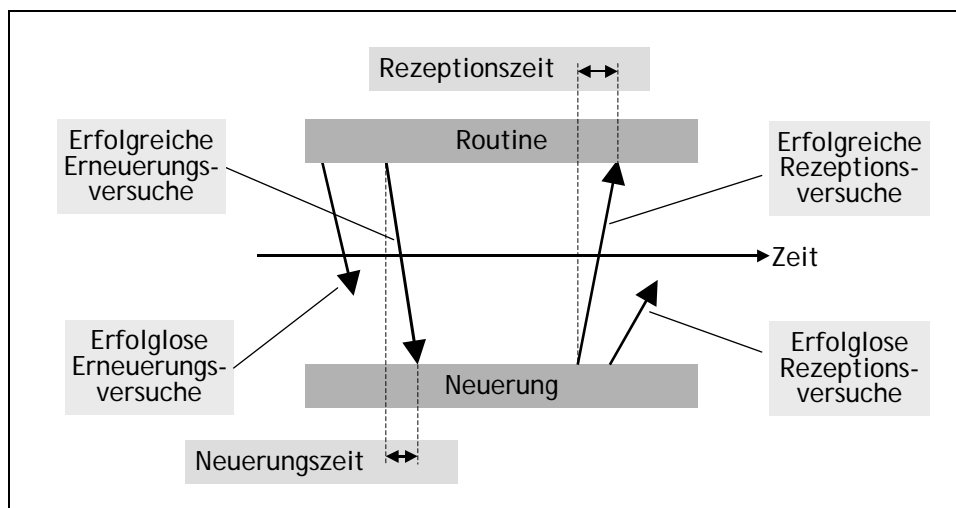 Rezeptionszeit
Erfolgreiche
Erneuerungs-
versuche
Routine
Erfolgreiche
Rezeptions-
versuche
Zeit
Erfolglose
Erneuerungs-
versuche
Neuerung
Erfolglose
Rezeptions-
versuche
Neuerungszeit